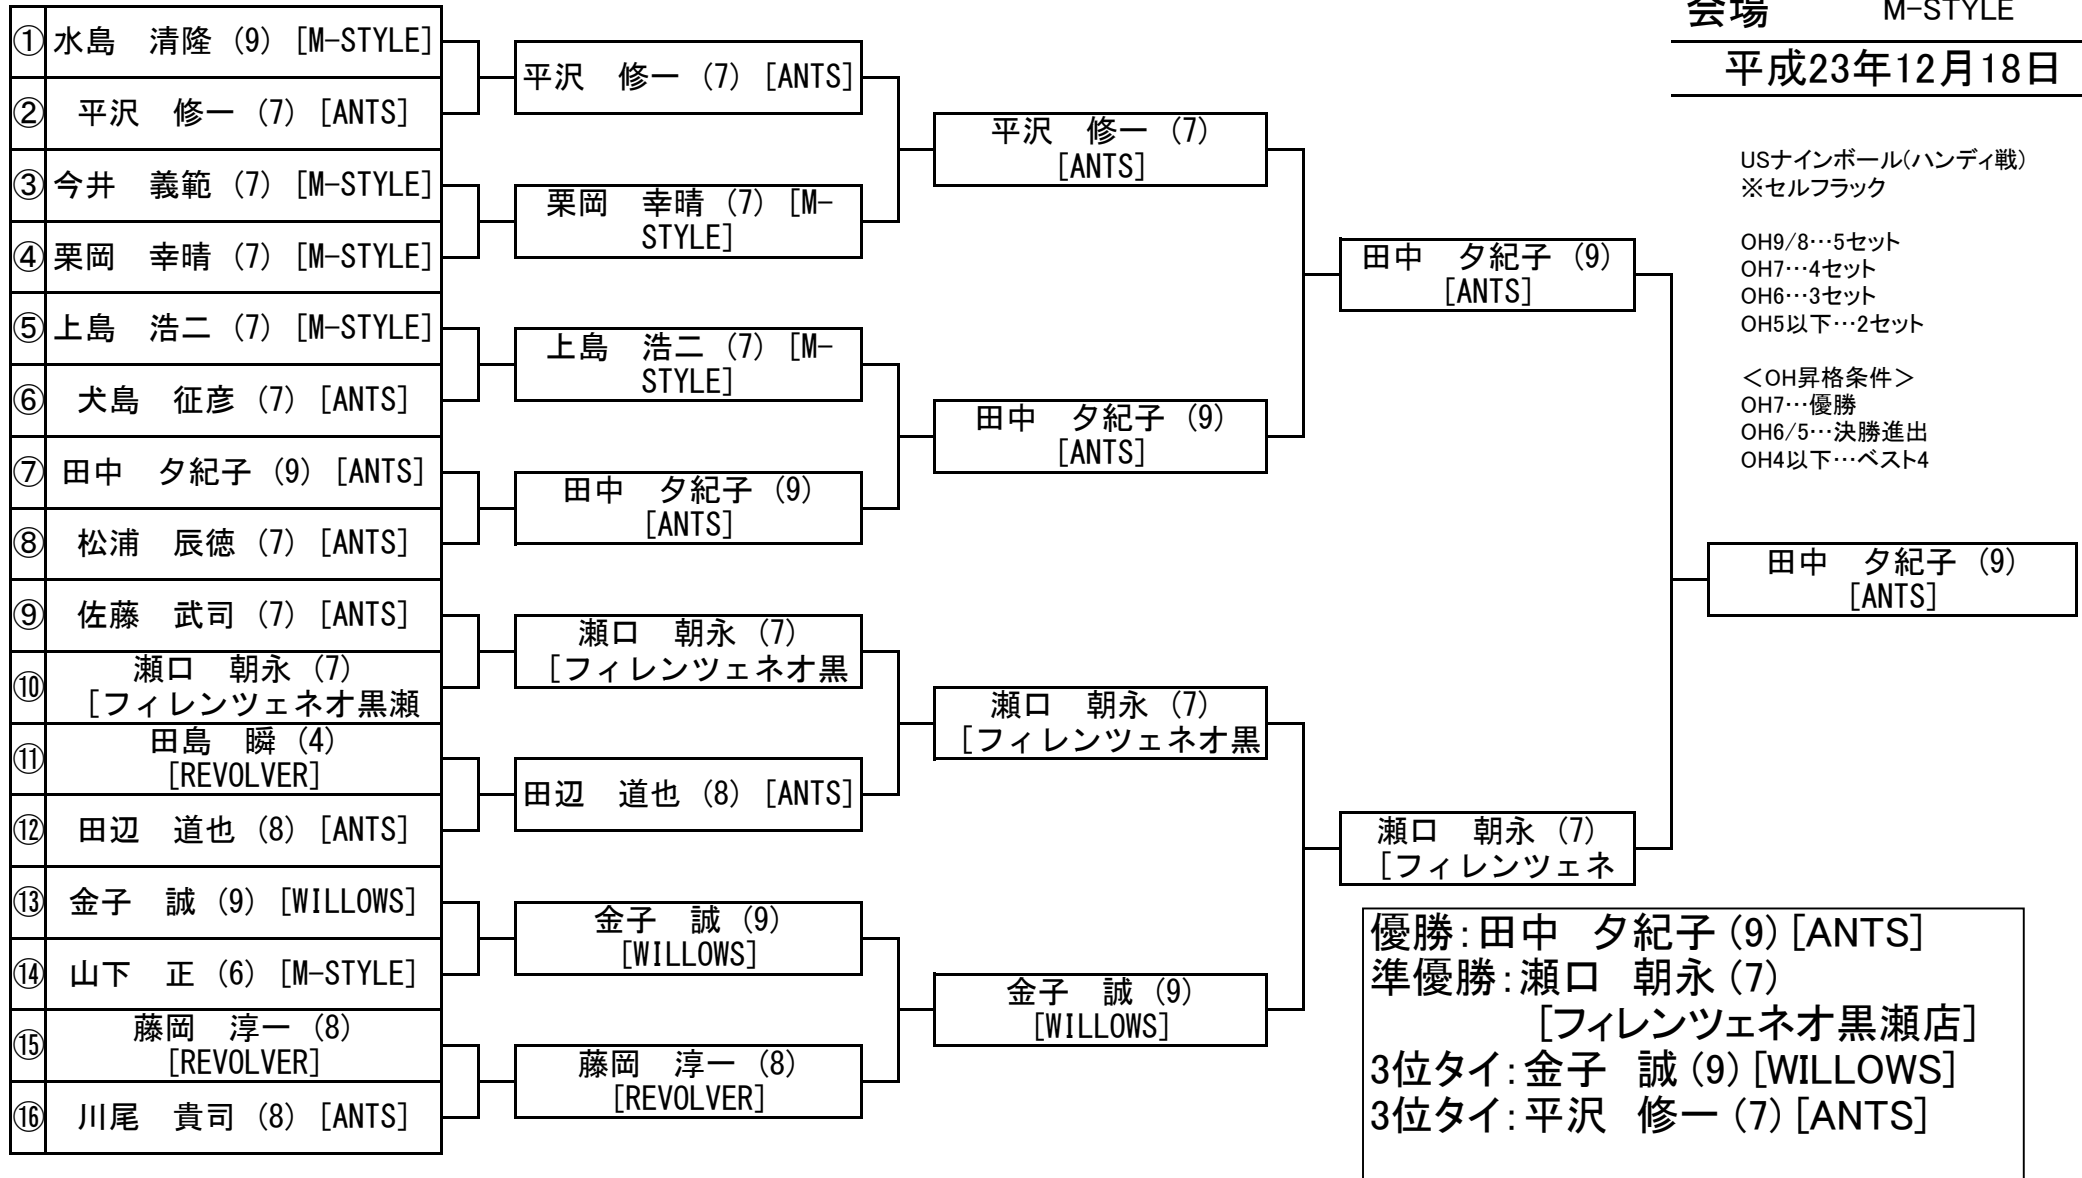 会場 M-STYLE
平成23年12月18日
USナインボール(ハンディ戦)
※セルフラック
OH9/8…5セット
OH7…4セット
OH6…3セット
OH5以下…2セット
＜OH昇格条件＞
OH7…優勝
OH6/5…決勝進出
OH4以下…ベスト4
① 水島　清隆 (9) [M-STYLE]
② 平沢　修一 (7) [ANTS]
③ 今井　義範 (7) [M-STYLE]
④ 栗岡　幸晴 (7) [M-STYLE]
⑤ 上島　浩二 (7) [M-STYLE]
⑥ 犬島　征彦 (7) [ANTS]
⑦ 田中　夕紀子 (9) [ANTS]
⑧ 松浦　辰徳 (7) [ANTS]
⑨ 佐藤　武司 (7) [ANTS]
⑩ 瀬口　朝永 (7)
[フィレンツェネオ黒瀬
⑪ 田島　瞬 (4)
[REVOLVER]
⑫ 田辺　道也 (8) [ANTS]
⑬ 金子　誠 (9) [WILLOWS]
⑭ 山下　正 (6) [M-STYLE]
⑮ 藤岡　淳一 (8)
[REVOLVER]
⑯ 川尾　貴司 (8) [ANTS]
平沢　修一 (7) [ANTS]
栗岡　幸晴 (7) [M-
STYLE]
上島　浩二 (7) [M-
STYLE]
田中　夕紀子 (9)
[ANTS]
瀬口　朝永 (7)
[フィレンツェネオ黒
田辺　道也 (8) [ANTS]
金子　誠 (9)
[WILLOWS]
藤岡　淳一 (8)
[REVOLVER]
平沢　修一 (7)
[ANTS]
田中　夕紀子 (9)
[ANTS]
瀬口　朝永 (7)
[フィレンツェネオ黒
金子　誠 (9)
[WILLOWS]
田中　夕紀子 (9)
[ANTS]
瀬口　朝永 (7)
[フィレンツェネ
田中　夕紀子 (9)
[ANTS]
優勝：田中　夕紀子 (9) [ANTS]
準優勝：瀬口　朝永 (7)
[フィレンツェネオ黒瀬店]
3位タイ：金子　誠 (9) [WILLOWS]
3位タイ：平沢　修一 (7) [ANTS]